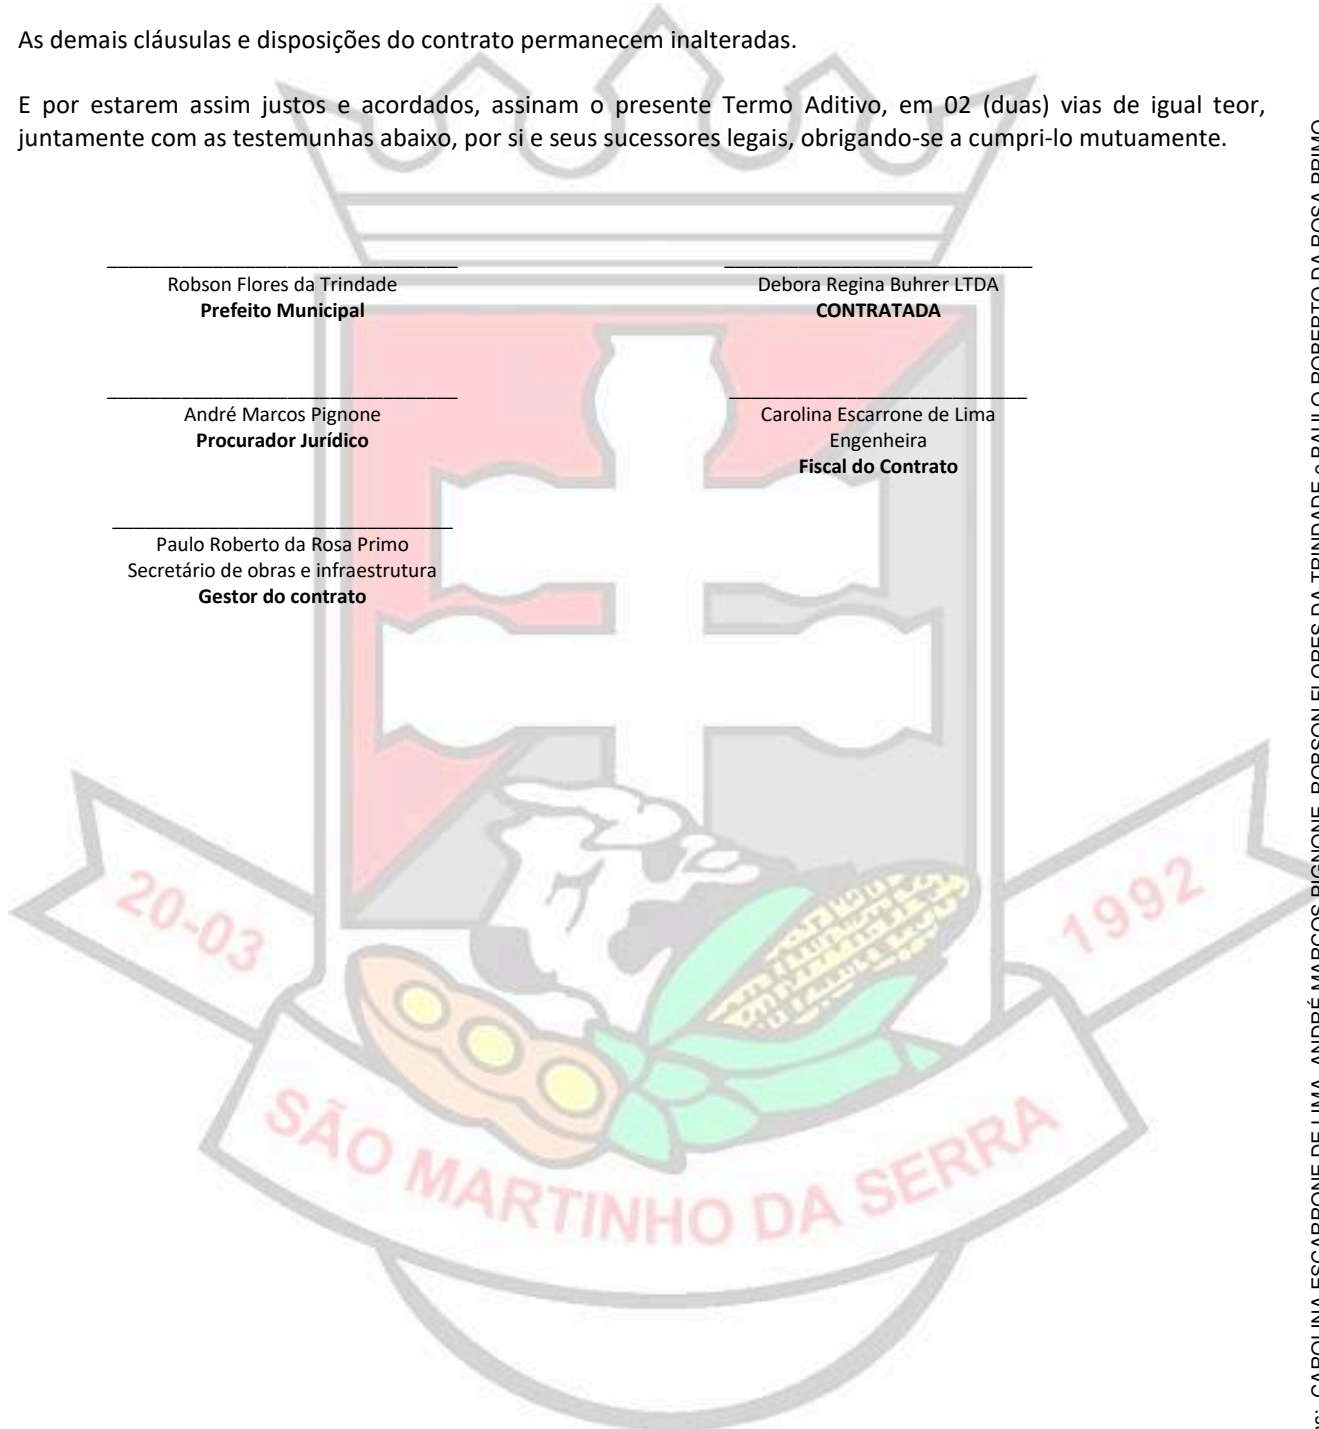 As demais cláusulas e disposições do contrato permanecem inalteradas.
E por estarem assim justos e acordados, assinam o presente Termo Aditivo, em 02 (duas) vias de igual teor,
juntamente com as testemunhas abaixo, por si e seus sucessores legais, obrigando-se a cumpri-lo mutuamente.
Robson Flores da Trindade
Prefeito Municipal
Debora Regina Buhrer LTDA
CONTRATADA
André Marcos Pignone
Procurador Jurídico
Carolina Escarrone de Lima
Engenheira
Fiscal do Contrato
Paulo Roberto da Rosa Primo
Secretário de obras e infraestrutura
Gestor do contrato
20-03
1992
SÃO MARTINHO DA SERRA
CAROLINA ESCARRONE DE LIMA, ANDRÉ MARCOS PIGNONE, ROBSON FLORES DA TRINDADE e PAULO ROBERTO DA ROSA PRIMO